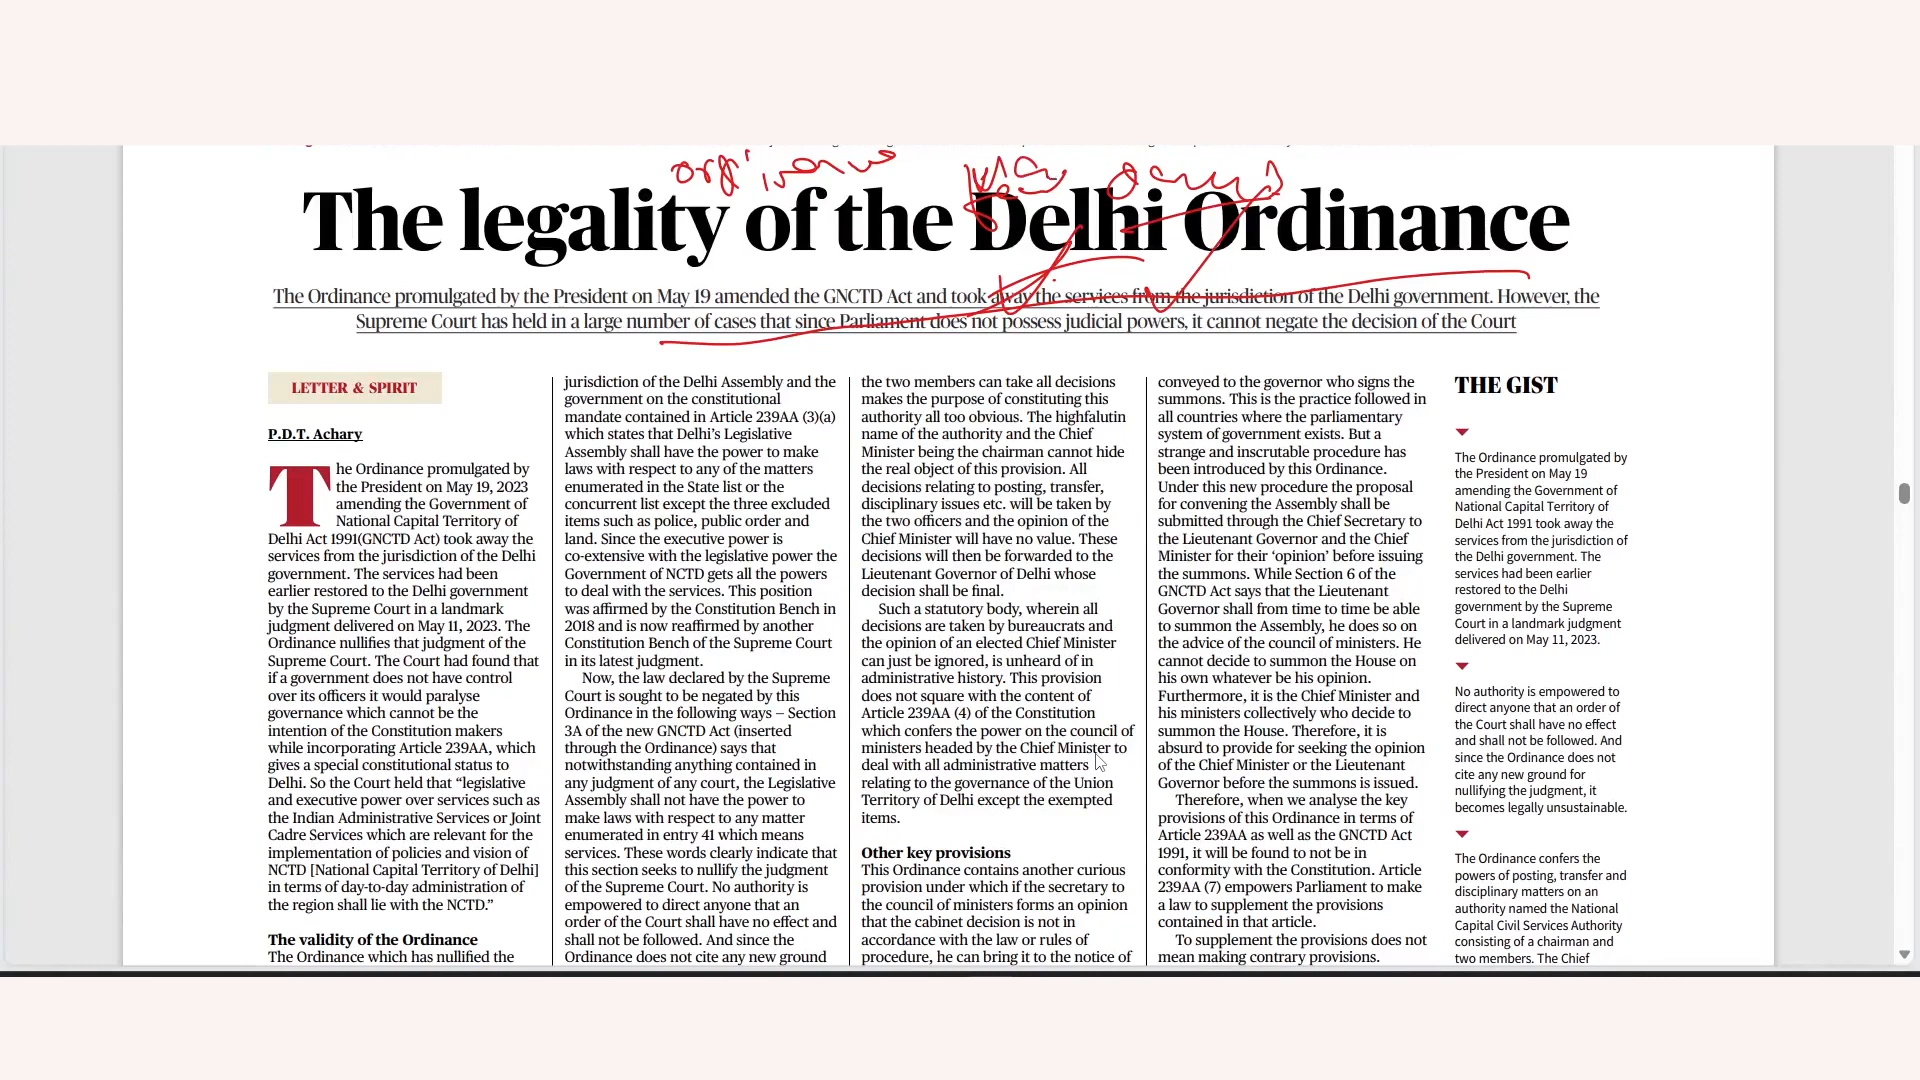 The legality of the Delhi Ordinance
The Ordinance promulgated by the President on May 19 amended the GNCTD Act and took away the services from the jurisdiction of the Delhi government. However, the
Supreme Court has held in a large number of cases that since Parliament does not possess judicial powers, it cannot negate the decision of the Court
LETTER & SPIRIT
P.D.T. Achary
The Ordinance promulgated by
the President on May 19, 2023
amending the Government of
National Capital Territory of
Delhi Act 1991(GNCTD Act) took away the
services from the jurisdiction of the Delhi
government. The services had been
earlier restored to the Delhi government
by the Supreme Court in a landmark
judgment delivered on May 11, 2023. The
Ordinance nullifies that judgment of the
Supreme Court. The Court had found that
if a government does not have control
over its officers it would paralyse
governance which cannot be the
intention of the Constitution makers
while incorporating Article 239AA, which
gives a special constitutional status to
Delhi. So the Court held that “legislative
and executive power over services such as
the Indian Administrative Services or Joint
Cadre Services which are relevant for the
implementation of policies and vision of
NCTD [National Capital Territory of Delhi]
in terms of day-to-day administration of
the region shall lie with the NCTD.”
The validity of the Ordinance
The Ordinance which has nullified the
jurisdiction of the Delhi Assembly and the
government on the constitutional
mandate contained in Article 239AA (3)(a)
which states that Delhi’s Legislative
Assembly shall have the power to make
laws with respect to any of the matters
enumerated in the State list or the
concurrent list except the three excluded
items such as police, public order and
land. Since the executive power is
co-extensive with the legislative power the
Government of NCTD gets all the powers
to deal with the services. This position
was affirmed by the Constitution Bench in
2018 and is now reaffirmed by another
Constitution Bench of the Supreme Court
in its latest judgment.
Now, the law declared by the Supreme
Court is sought to be negated by this
Ordinance in the following ways — Section
3A of the new GNCTD Act (inserted
through the Ordinance) says that
notwithstanding anything contained in
any judgment of any court, the Legislative
Assembly shall not have the power to
make laws with respect to any matter
enumerated in entry 41 which means
services. These words clearly indicate that
this section seeks to nullify the judgment
of the Supreme Court. No authority is
empowered to direct anyone that an
order of the Court shall have no effect and
shall not be followed. And since the
Ordinance does not cite any new ground
the two members can take all decisions
makes the purpose of constituting this
authority all too obvious. The highfalutin
name of the authority and the Chief
Minister being the chairman cannot hide
the real object of this provision. All
decisions relating to posting, transfer,
disciplinary issues etc. will be taken by
the two officers and the opinion of the
Chief Minister will have no value. These
decisions will then be forwarded to the
Lieutenant Governor of Delhi whose
decision shall be final.
Such a statutory body, wherein all
decisions are taken by bureaucrats and
the opinion of an elected Chief Minister
can just be ignored, is unheard of in
administrative history. This provision
does not square with the content of
Article 239AA (4) of the Constitution
which confers the power on the council of
ministers headed by the Chief Minister to
deal with all administrative matters
relating to the governance of the Union
Territory of Delhi except the exempted
items.
Other key provisions
This Ordinance contains another curious
provision under which if the secretary to
the council of ministers forms an opinion
that the cabinet decision is not in
accordance with the law or rules of
procedure, he can bring it to the notice of
conveyed to the governor who signs the
summons. This is the practice followed in
all countries where the parliamentary
system of government exists. But a
strange and inscrutable procedure has
been introduced by this Ordinance.
Under this new procedure the proposal
for convening the Assembly shall be
submitted through the Chief Secretary to
the Lieutenant Governor and the Chief
Minister for their ‘opinion’ before issuing
the summons. While Section 6 of the
GNCTD Act says that the Lieutenant
Governor shall from time to time be able
to summon the Assembly, he does so on
the advice of the council of ministers. He
cannot decide to summon the House on
his own whatever be his opinion.
Furthermore, it is the Chief Minister and
his ministers collectively who decide to
summon the House. Therefore, it is
absurd to provide for seeking the opinion
of the Chief Minister or the Lieutenant
Governor before the summons is issued.
Therefore, when we analyse the key
provisions of this Ordinance in terms of
Article 239AA as well as the GNCTD Act
1991, it will be found to not be in
conformity with the Constitution. Article
239AA (7) empowers Parliament to make
a law to supplement the provisions
contained in that article.
To supplement the provisions does not
mean making contrary provisions.
THE GIST
The Ordinance promulgated by
the President on May 19
amending the Government of
National Capital Territory of
Delhi Act 1991 took away the
services from the jurisdiction of
the Delhi government. The
services had been earlier
restored to the Delhi
government by the Supreme
Court in a landmark judgment
delivered on May 11, 2023.
No authority is empowered to
direct anyone that an order of
the Court shall have no effect
and shall not be followed. And
since the Ordinance does not
cite any new ground for
nullifying the judgment, it
becomes legally unsustainable.
The Ordinance confers the
powers of posting, transfer and
disciplinary matters on an
authority named the National
Capital Civil Services Authority
consisting of a chairman and
two members. The Chief